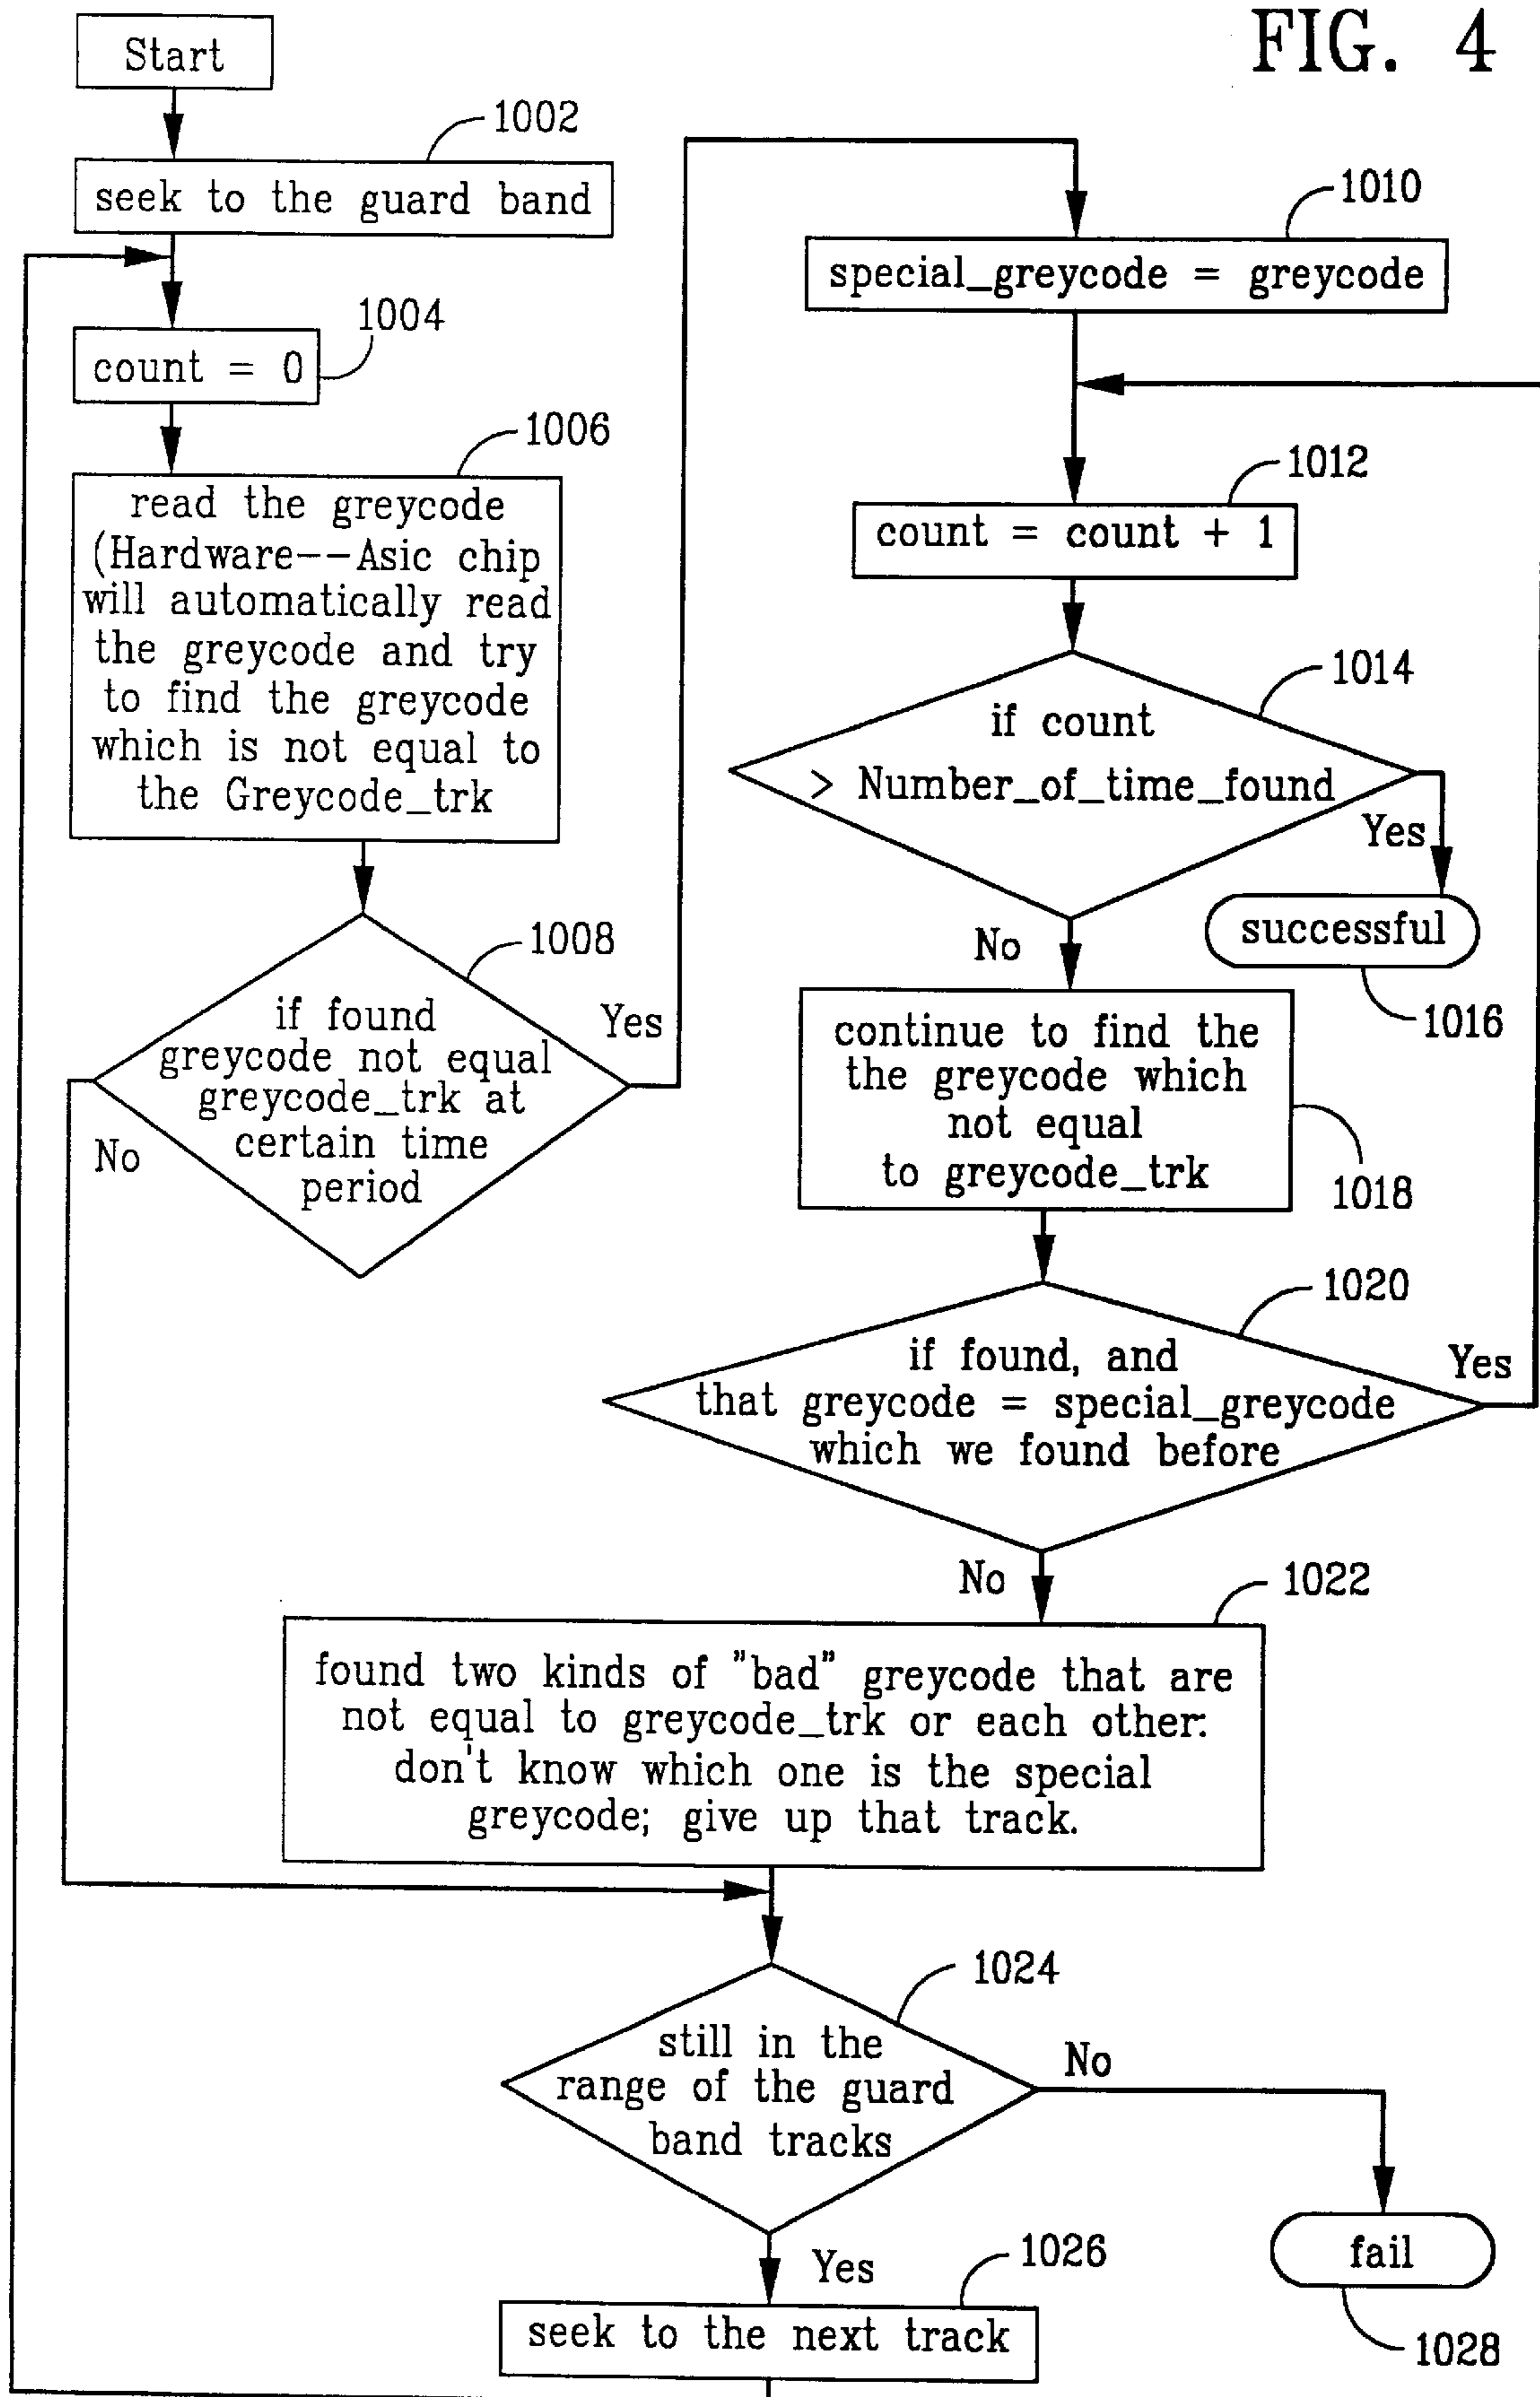 FIG. 4
Start
1002
seek to the guard band
1004
count = 0
1006
read the greycode
(Hardware--Asic chip
will automatically read
the greycode and try
to find the greycode
which is not equal to
the Greycode_trk
1008
if found
greycode not equal
greycode_trk at
certain time
period
Yes
No
1010
special_greycode = greycode
1012
count = count + 1
1014
if count
> Number_of_time_found
Yes
successful
1016
No
continue to find the
the greycode which
not equal
to greycode_trk
1018
1020
if found, and
that greycode = special_greycode
which we found before
Yes
No
1022
found two kinds of "bad" greycode that are
not equal to greycode_trk or each other:
don't know which one is the special
greycode; give up that track.
1024
still in the
range of the guard
band tracks
No
fail
1028
Yes
1026
seek to the next track